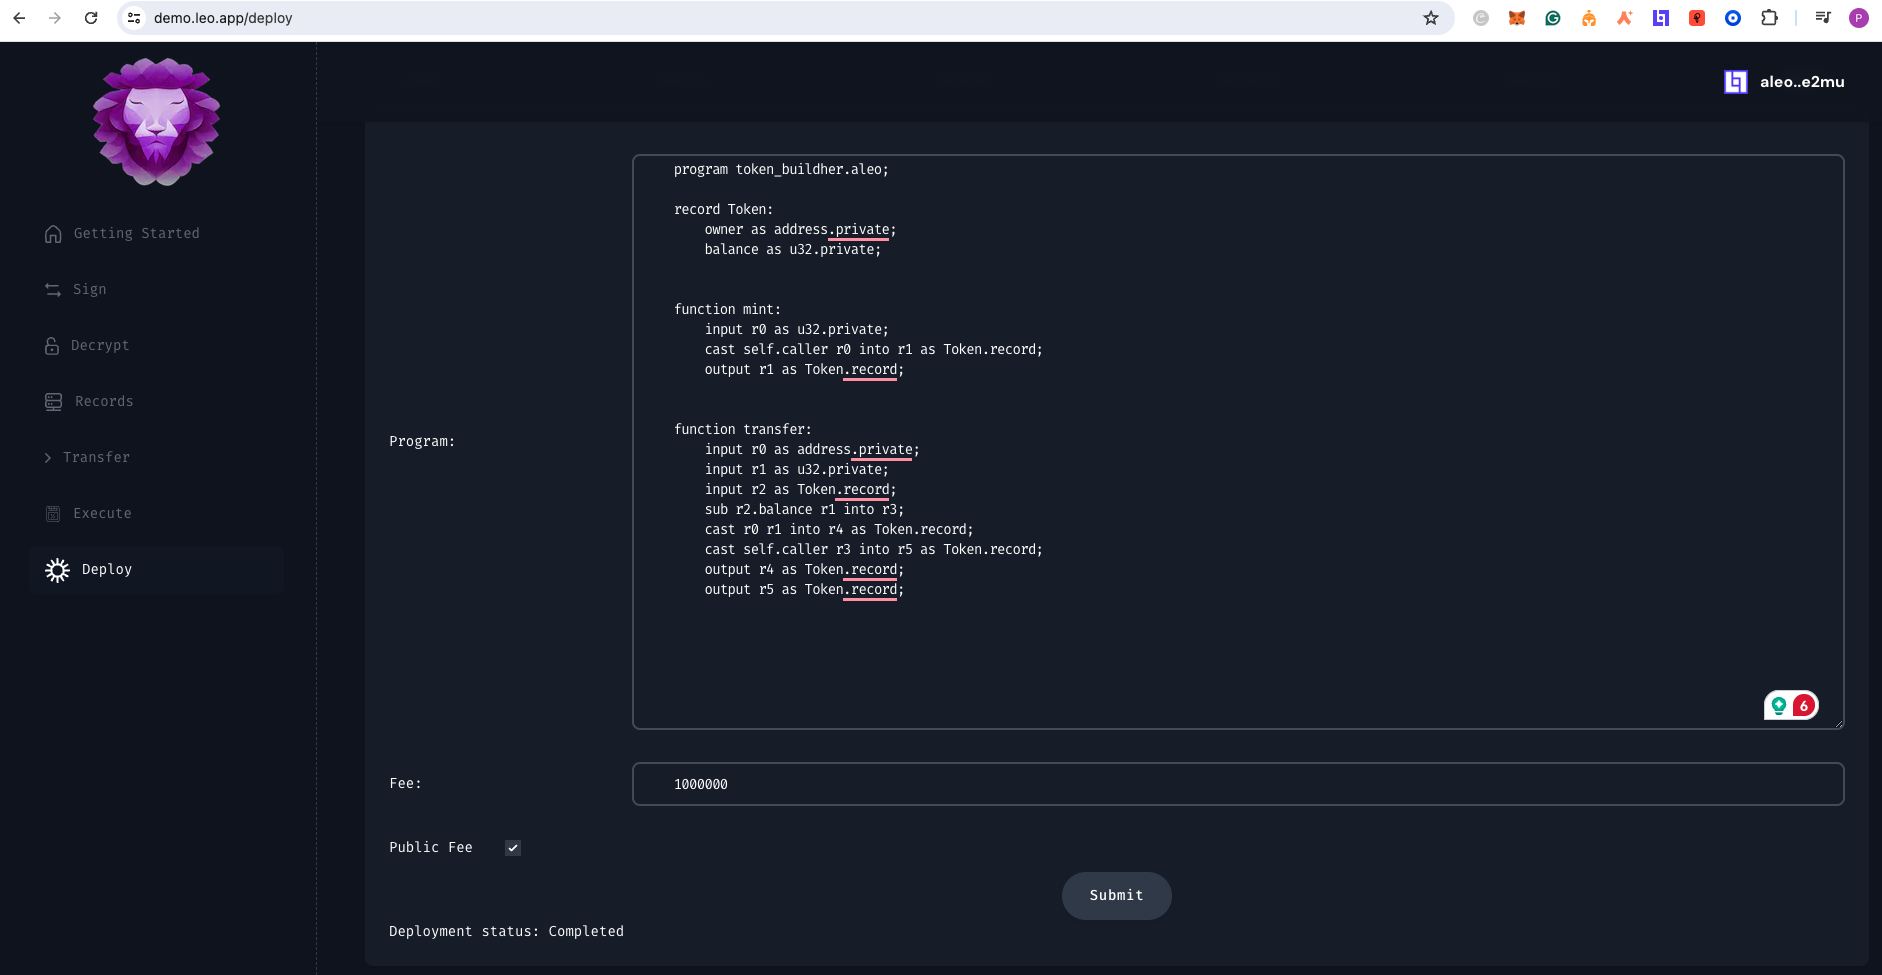 demo.leo.app/deploy
P
aleo..e2mu
Getting Started
Sign
Decrypt
Records
Transfer
Execute
Deploy
Program:
program token_buildher.aleo;
record Token:
owner as address.private;
balance as u32.private;
function mint:
input r0 as u32.private;
cast self.caller r0 into r1 as Token.record;
output r1 as Token.record;
function transfer:
input r0 as address.private;
input r1 as u32.private;
input r2 as Token.record;
sub r2.balance r1 into r3;
cast r0 r1 into r4 as Token.record;
cast self.caller r3 into r5 as Token.record;
output r4 as Token.record;
output r5 as Token.record;
6
Fee:
1000000
Public Fee
Submit
Deployment status: Completed